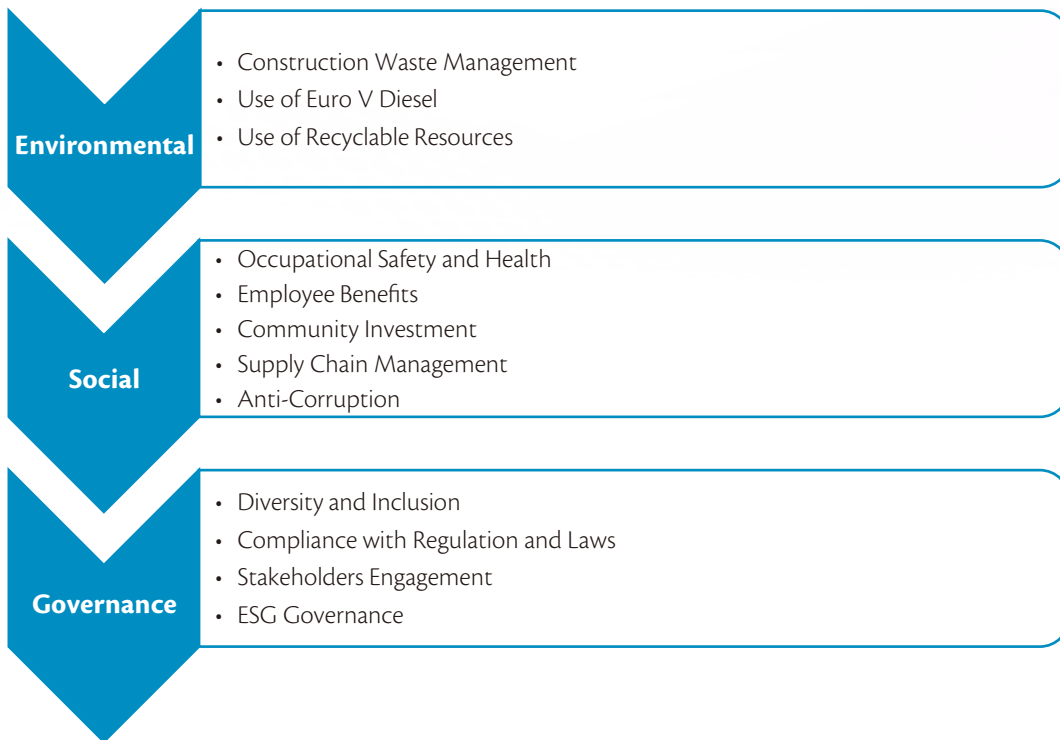 Environmental
• Construction Waste Management
• Use of Euro V Diesel
• Use of Recyclable Resources
Social
• Occupational Safety and Health
• Employee Benefits
• Community Investment
• Supply Chain Management
• Anti-Corruption
Governance
• Diversity and Inclusion
• Compliance with Regulation and Laws
• Stakeholders Engagement
• ESG Governance